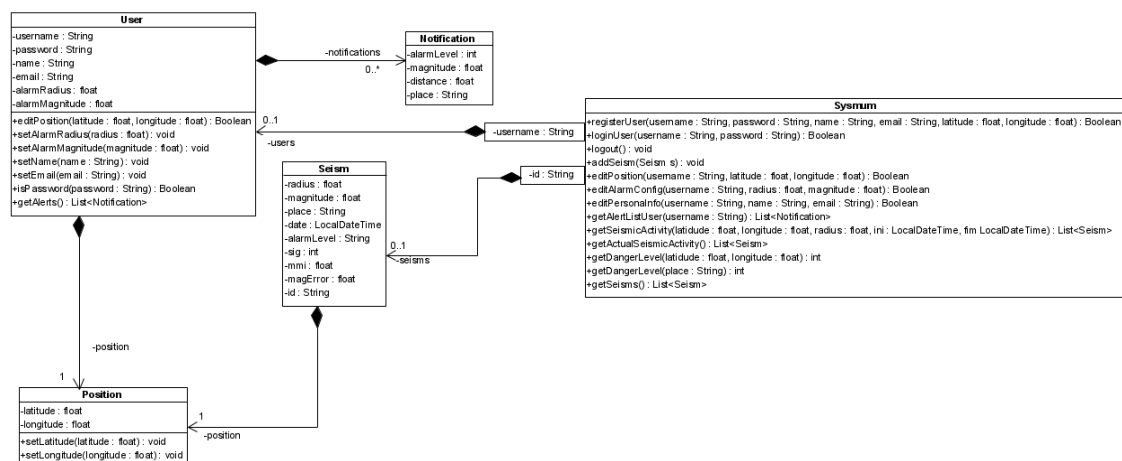 User
-username : String
-password : String
-name : String
-email : String
-alarmRadius : float
-alarmMagnitude : float
+editPosition(latitude : float, longitude : float) : Boolean
+setAlarmRadius(radius : float) : void
+setAlarmMagnitude(magnitude : float) : void
+setName(name : String) : void
+setEmail(email : String) : void
+isPassword(password : String) : Boolean
+getAlerts() : List<Notification>
-notifications
0..*
Notification
-alarmLevel : int
-magnitude : float
-distance : float
-place : String
0..1
-users
-username : String
-id : String
Sysmum
+registerUser(username : String, password : String, name : String, email : String, latitude : float, longitude : float) : Boolean
+loginUser(username : String, password : String) : Boolean
+logout() : void
+addSeism(Seism s) : void
+editPosition(username : String, latitude : float, longitude : float) : Boolean
+editAlarmConfig(username : String, radius : float, magnitude : float) : Boolean
+editPersonaInfo(username : String, name : String, email : String) : Boolean
+getAlertListUser(username : String) : List<Notification>
+getSeismicActivity(latidude : float, longitude : float, radius : float, ini : LocalDateTime, fim LocalDateTime) : List<Seism>
+getActualSeismicActivity() : List<Seism>
+getDangerLevel(latidude : float, longitude : float) : int
+getDangerLevel(place : String) : int
+getSeisms() : List<Seism>
Seism
-radius : float
-magnitude : float
-place : String
-date : LocalDateTime
-alarmLevel : String
-sig : int
-mmi : float
-magError : float
-id : String
0..1
-seisms
-position
1
Position
-latitude : float
-longitude : float
+setLatitude(latitude : float) : void
+setLongitude(longitude : float) : void
1
-position